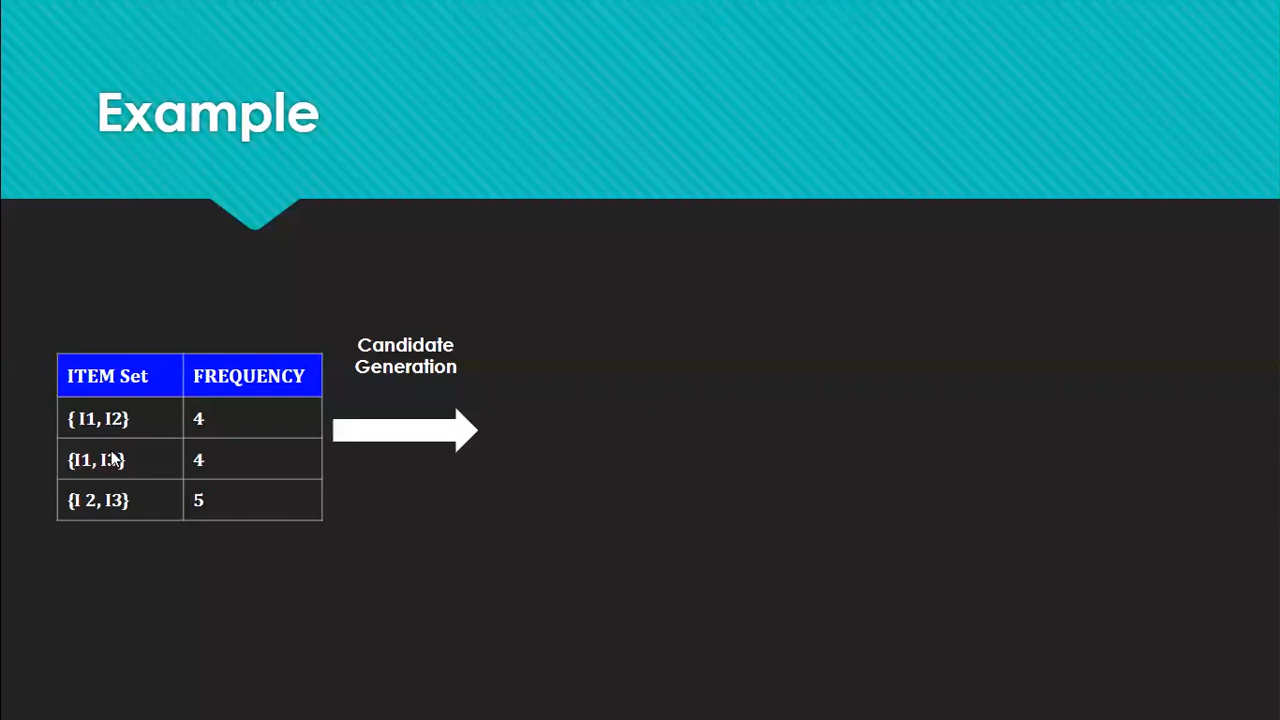 Example
Candidate
Generation
ITEM Set FREQUENCY
{ I1, I2} 4
{I1, I3} 4
{I 2, I3} 5